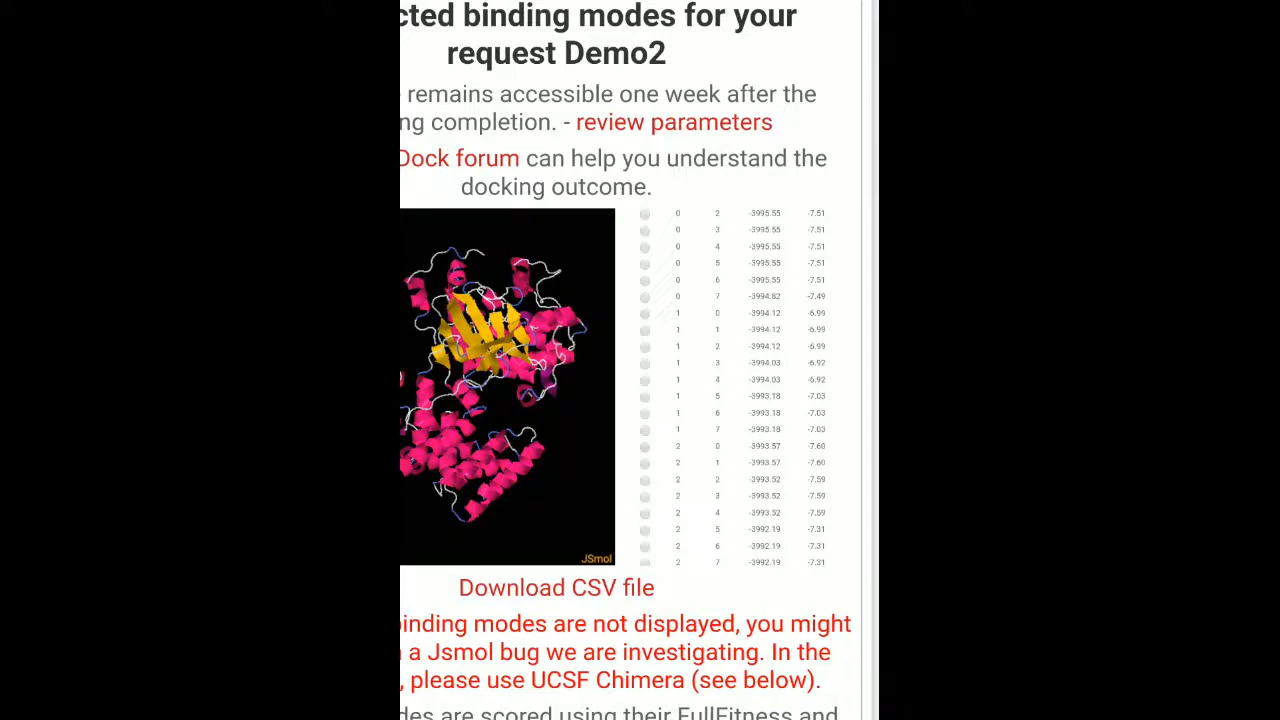 cted binding modes for your
request Demo2
remains accessible one week after the
ng completion. - review parameters
Dock forum can help you understand the
docking outcome.
0 2 -3995.55 -7.51
0 3 -3995.55 -7.51
0 4 -3995.55 -7.51
0 5 -3995.55 -7.51
0 6 -3995.55 -7.51
0 7 -3994.82 -7.49
1 0 -3994.12 -6.99
1 1 -3994.12 -6.99
1 2 -3994.12 -6.99
1 3 -3994.03 -6.92
1 4 -3994.03 -6.92
1 5 -3993.18 -7.03
1 6 -3993.18 -7.03
1 7 -3993.18 -7.03
2 0 -3993.57 -7.60
2 1 -3993.57 -7.60
2 2 -3993.52 -7.59
2 3 -3993.52 -7.59
2 4 -3993.52 -7.59
2 5 -3992.19 -7.31
2 6 -3992.19 -7.31
2 7 -3992.19 -7.31
JSmol
Download CSV file
binding modes are not displayed, you might
a Jsmol bug we are investigating. In the
, please use UCSF Chimera (see below).
des are scored using their FullFitness and